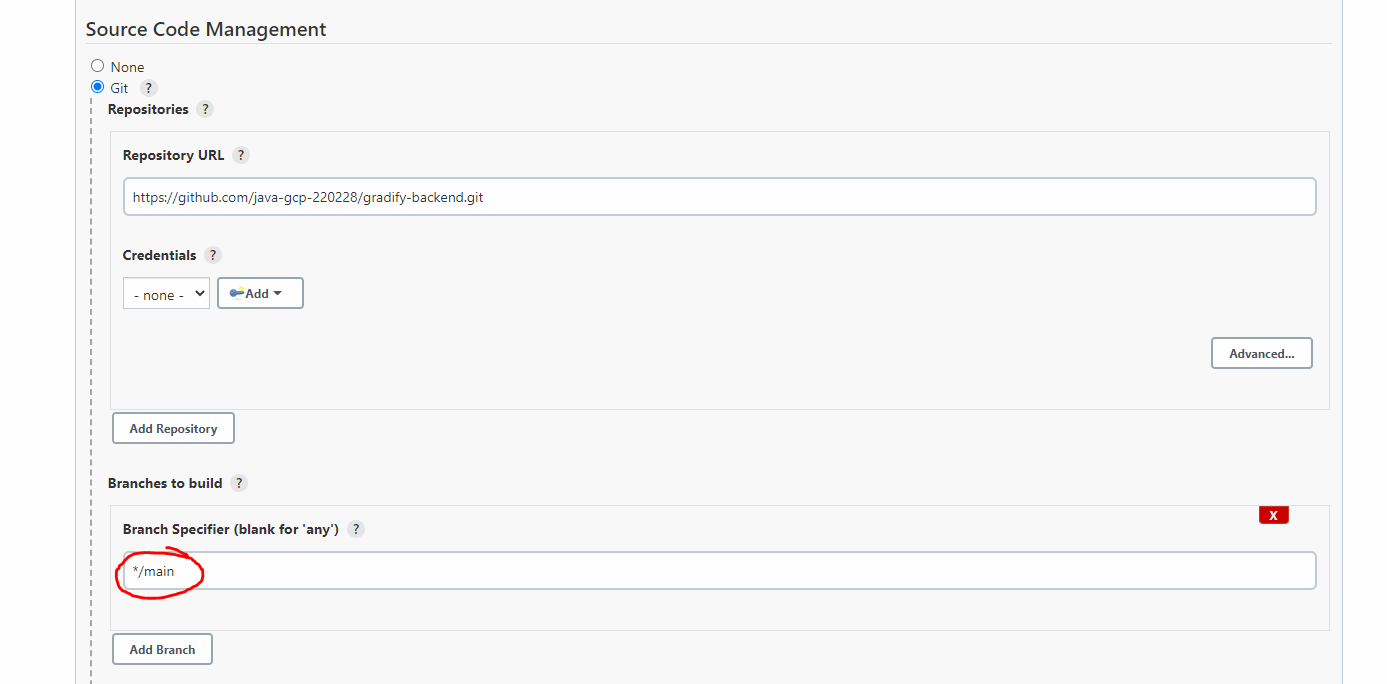 Source Code Management
None
Git ?
Repositories ?
Repository URL ?
https://github.com/java-gcp-220228/gradify-backend.git
Credentials ?
- none - Add
Advanced...
Add Repository
Branches to build ?
X
Branch Specifier (blank for 'any') ?
*/main
Add Branch